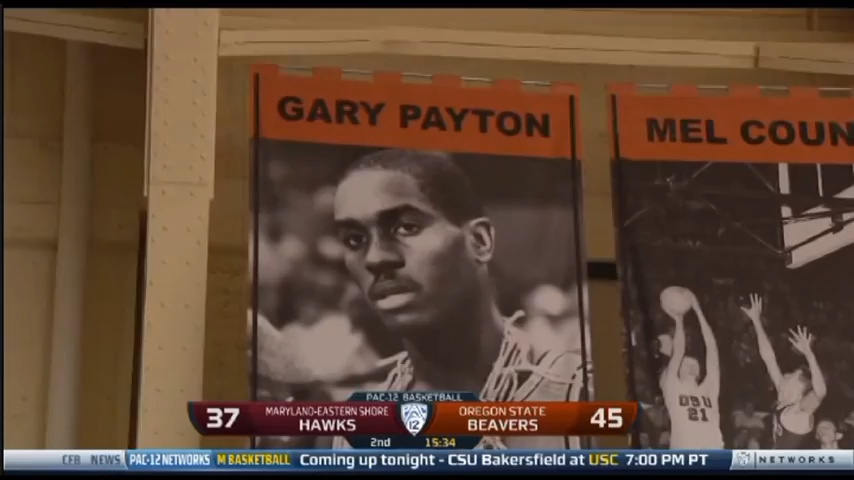 GARY PAYTON
MEL COUN
OSU
21
PAC-12 BASKETBALL
37 MARYLAND-EASTERN SHORE HAWKS
PAC 12
OREGON STATE BEAVERS 45
2nd 15:34
CFB NEWS PAC-12 NETWORKS M BASKETBALL Coming up tonight - CSU Bakersfield at USC 7:00 PM PT NETWORKS